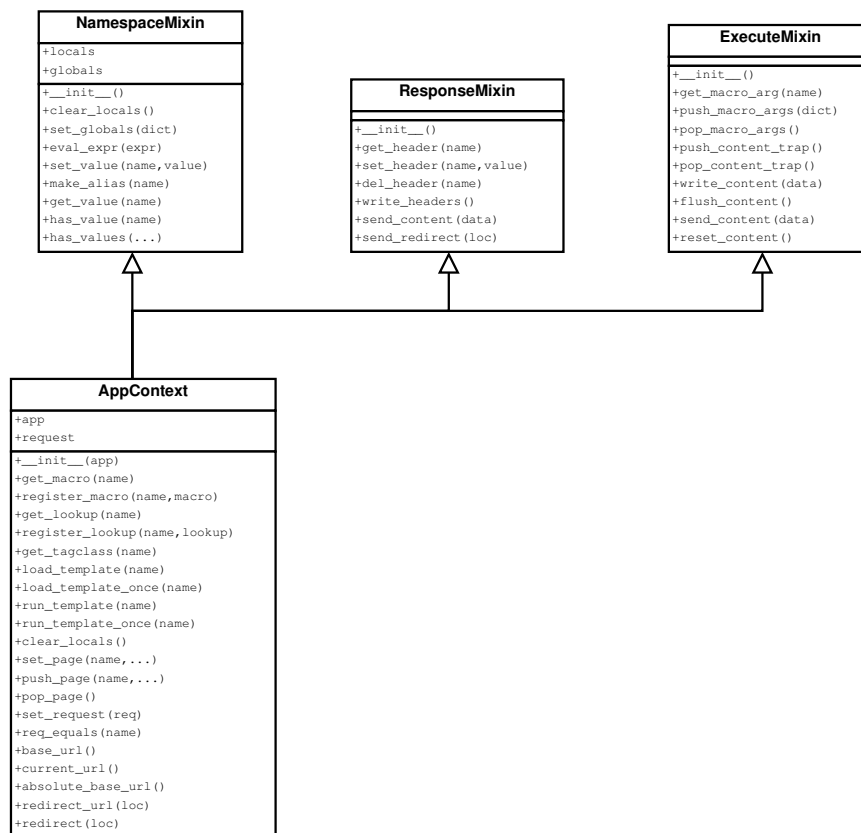 NamespaceMixin
+locals
+globals
+__init__()
+clear_locals()
+set_globals(dict)
+eval_expr(expr)
+set_value(name,value)
+make_alias(name)
+get_value(name)
+has_value(name)
+has_values(...)
ResponseMixin
+__init__()
+get_header(name)
+set_header(name,value)
+del_header(name)
+write_headers()
+send_content(data)
+send_redirect(loc)
ExecuteMixin
+__init__()
+get_macro_arg(name)
+push_macro_args(dict)
+pop_macro_args()
+push_content_trap()
+pop_content_trap()
+write_content(data)
+flush_content()
+send_content(data)
+reset_content()
AppContext
+app
+request
+__init__(app)
+get_macro(name)
+register_macro(name,macro)
+get_lookup(name)
+register_lookup(name,lookup)
+get_tagclass(name)
+load_template(name)
+load_template_once(name)
+run_template(name)
+run_template_once(name)
+clear_locals()
+set_page(name,...)
+push_page(name,...)
+pop_page()
+set_request(req)
+req_equals(name)
+base_url()
+current_url()
+absolute_base_url()
+redirect_url(loc)
+redirect(loc)